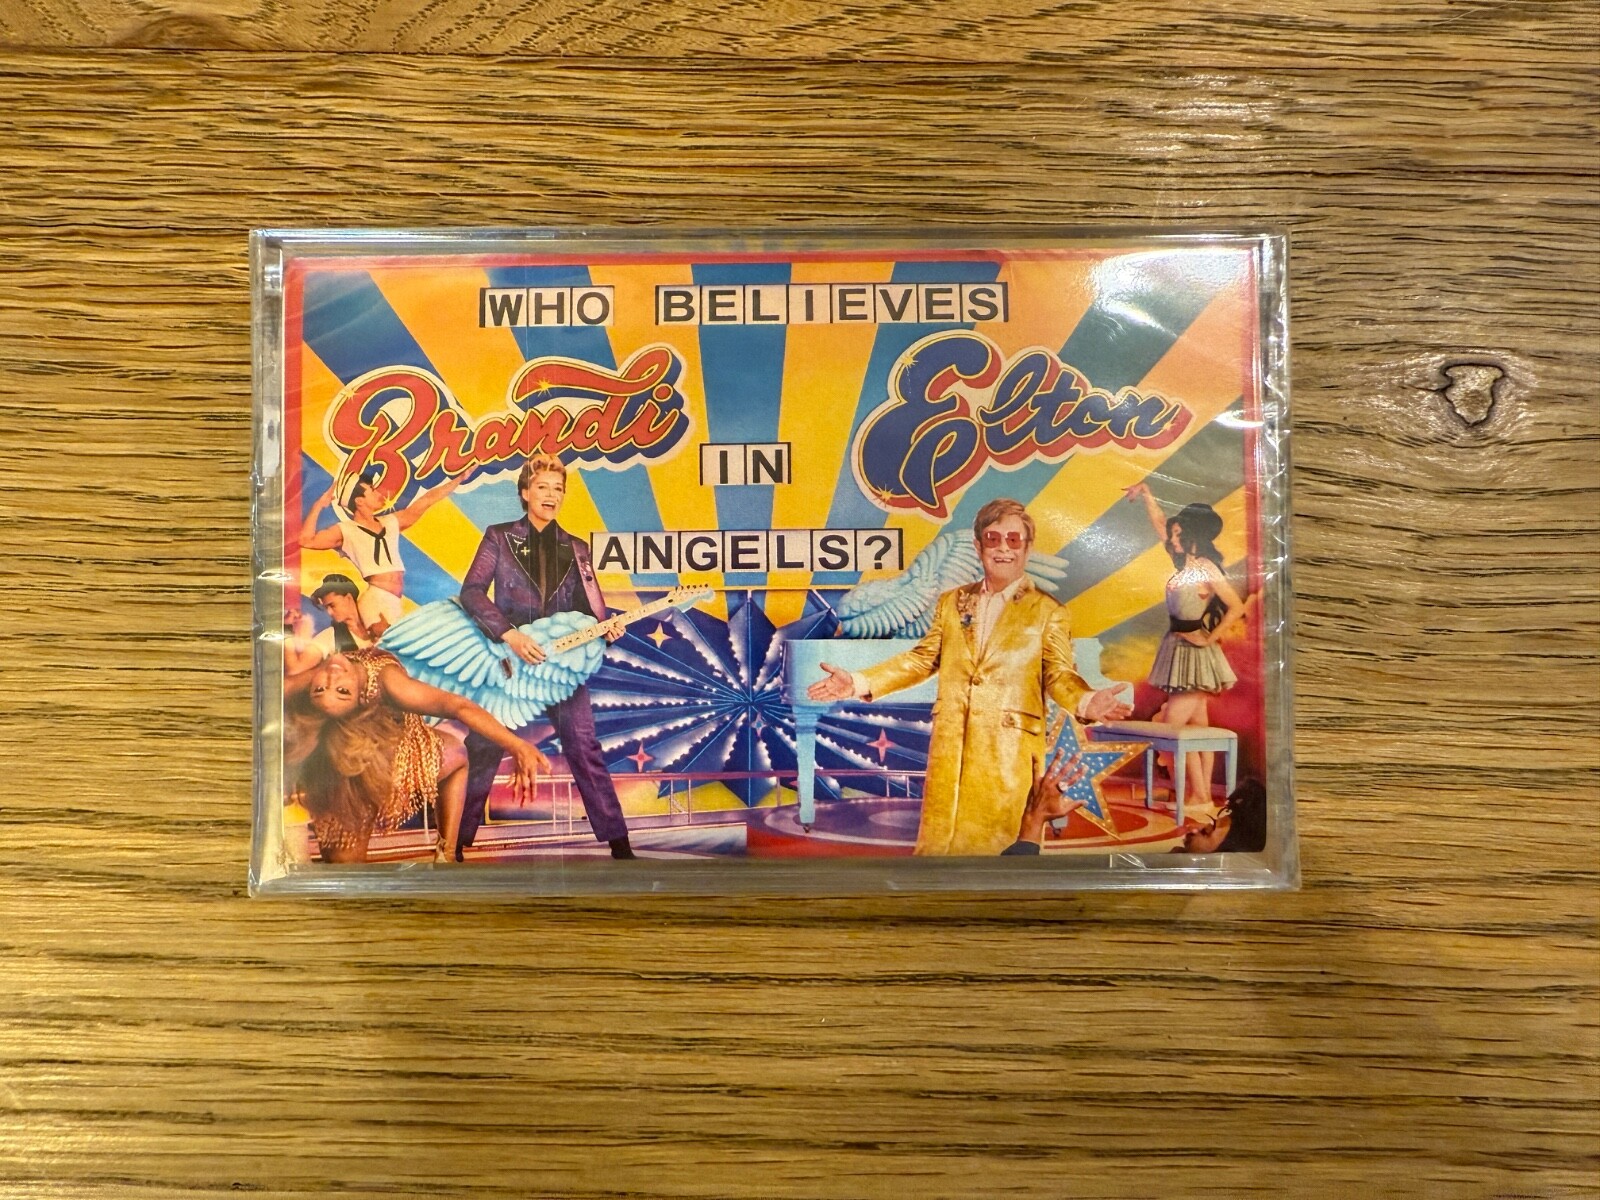 WHO BELIEVES
Brandi Elton
IN
ANGELS?